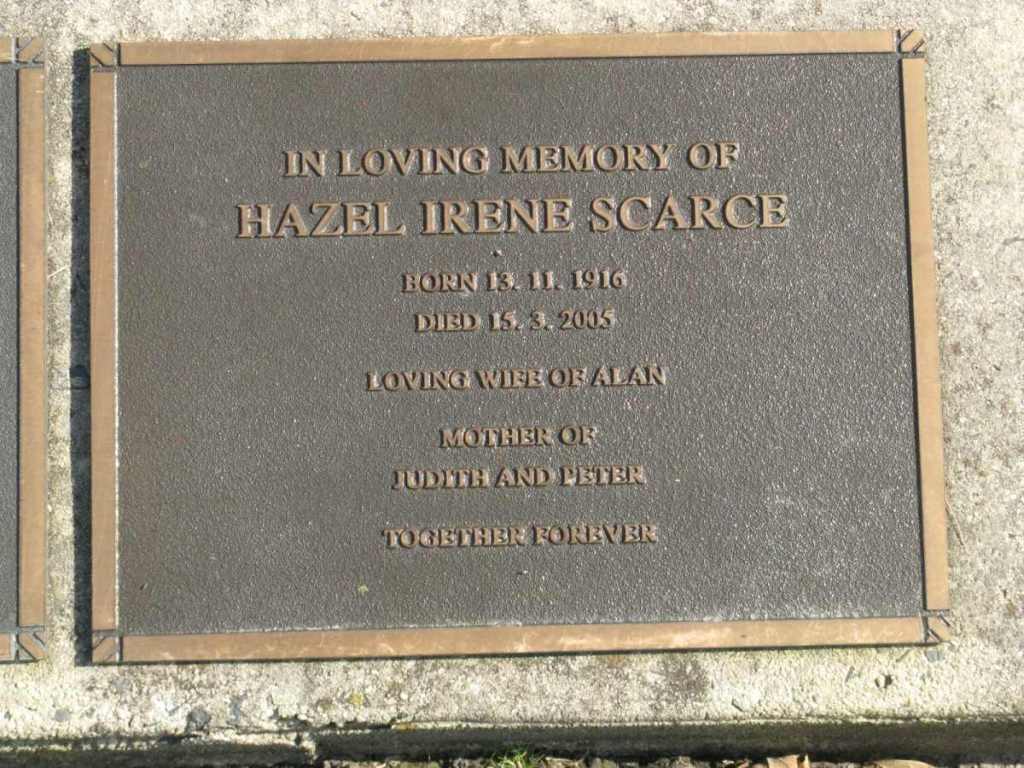 IN LOVING MEMORY OF
HAZEL IRENE SCARCE
BORN 13. 11. 1916
DIED 15. 3. 2005
LOVING WIFE OF ALAN
MOTHER OF
JUDITH AND PETER
TOGETHER FOREVER